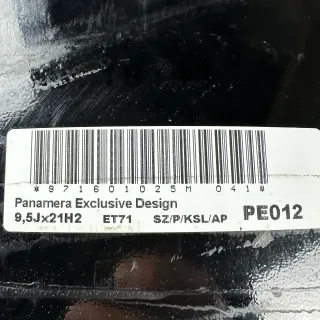 *971601025M 041*
Panamera Exclusive Design
9,5Jx21H2 ET71 SZ/P/KSL/AP PE012